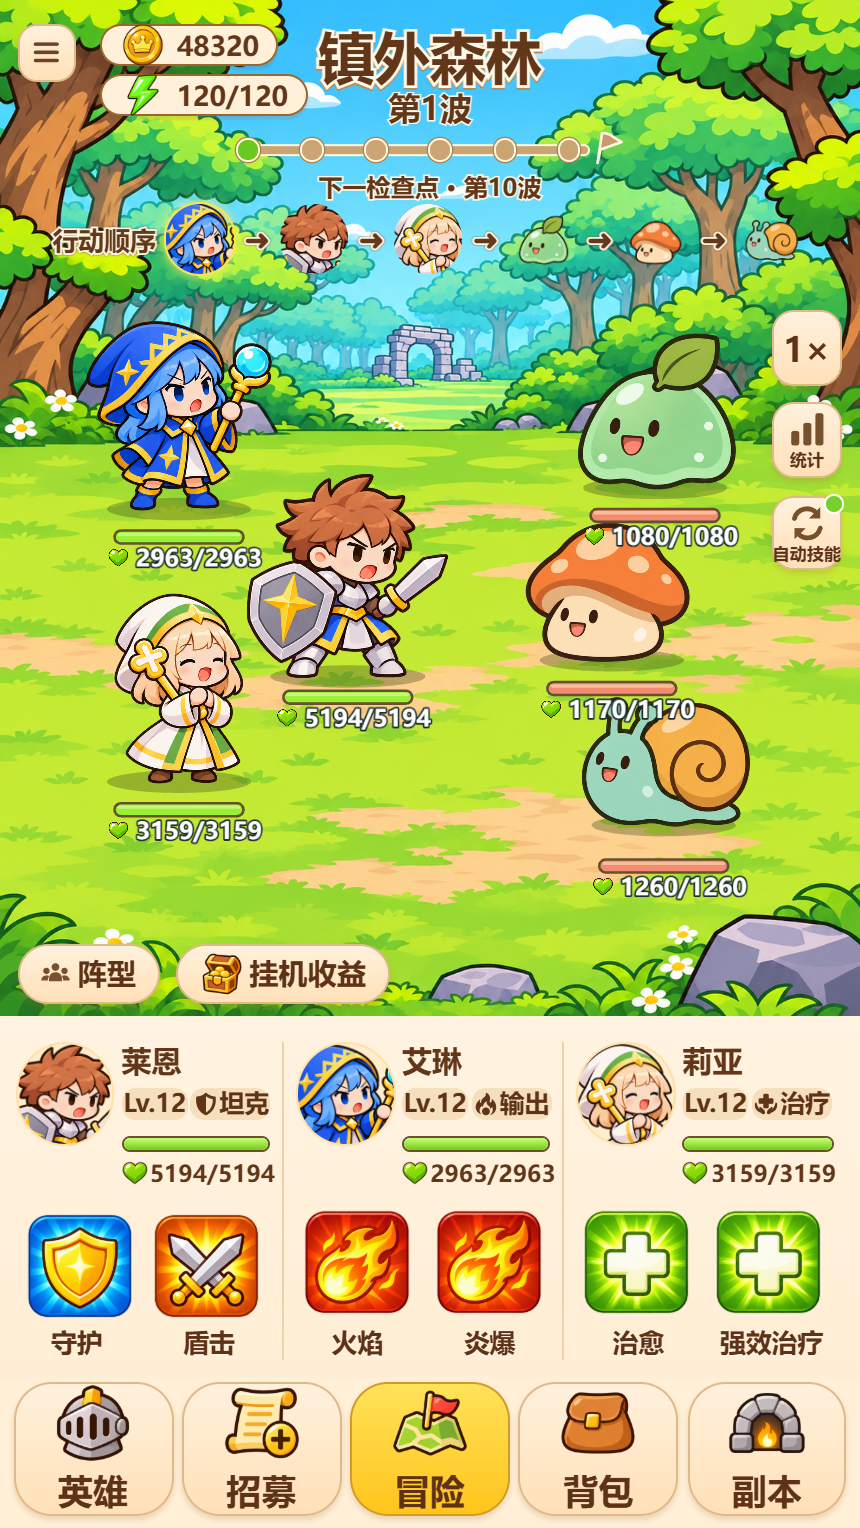 48320
120/120
镇外森林
第1波
下一检查点·第10波
行动顺序
1×
统计
自动技能
2963/2963
1080/1080
5194/5194
1170/1170
3159/3159
1260/1260
阵型
挂机收益
莱恩
Lv.12 坦克
5194/5194
守护
盾击
艾琳
Lv.12 输出
2963/2963
火焰
炎爆
莉亚
Lv.12 治疗
3159/3159
治愈
强效治疗
英雄
招募
冒险
背包
副本